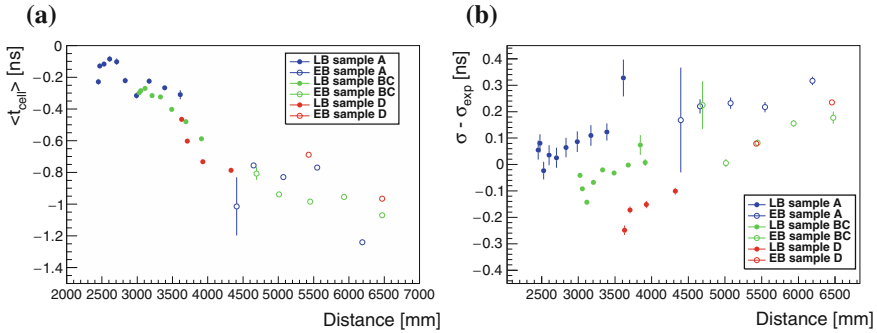 (a)
<t_cell> [ns]
0
−0.2
−0.4
−0.6
−0.8
−1
−1.2
−1.4
2000 2500 3000 3500 4000 4500 5000 5500 6000 6500 7000
Distance [mm]
LB sample A
EB sample A
LB sample BC
EB sample BC
LB sample D
EB sample D
(b)
σ - σ_exp [ns]
0.4
0.3
0.2
0.1
0
−0.1
0.2
0.3
−0.4
2500 3000 3500 4000 4500 5000 5500 6000 6500
Distance [mm]
LB sample A
EB sample A
LB sample BC
EB sample BC
LB sample D
EB sample D